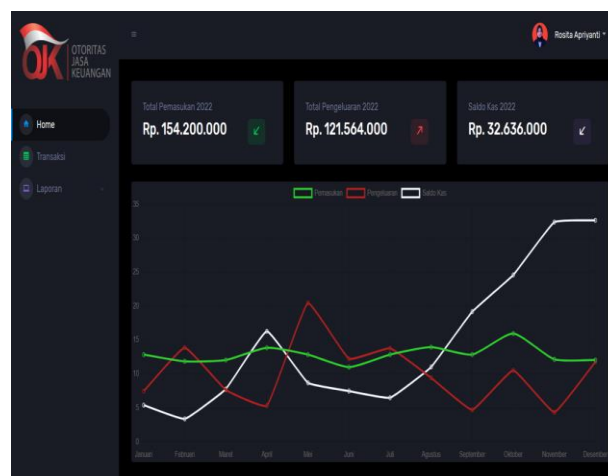 OJK
OTORITAS
JASA
KEUANGAN
Rosita Apriyanti
Home
Transaksi
Laporan
Total Pemasukan 2022
Rp. 154.200.000
Total Pengeluaran 2022
Rp. 121.564.000
Saldo Kas 2022
Rp. 32.636.000
Pemasukan Pengeluaran Saldo Kas
35
30
25
20
15
10
5
0
Januari Februari Maret April Mei Juni Juli Agustus September Oktober November Desember